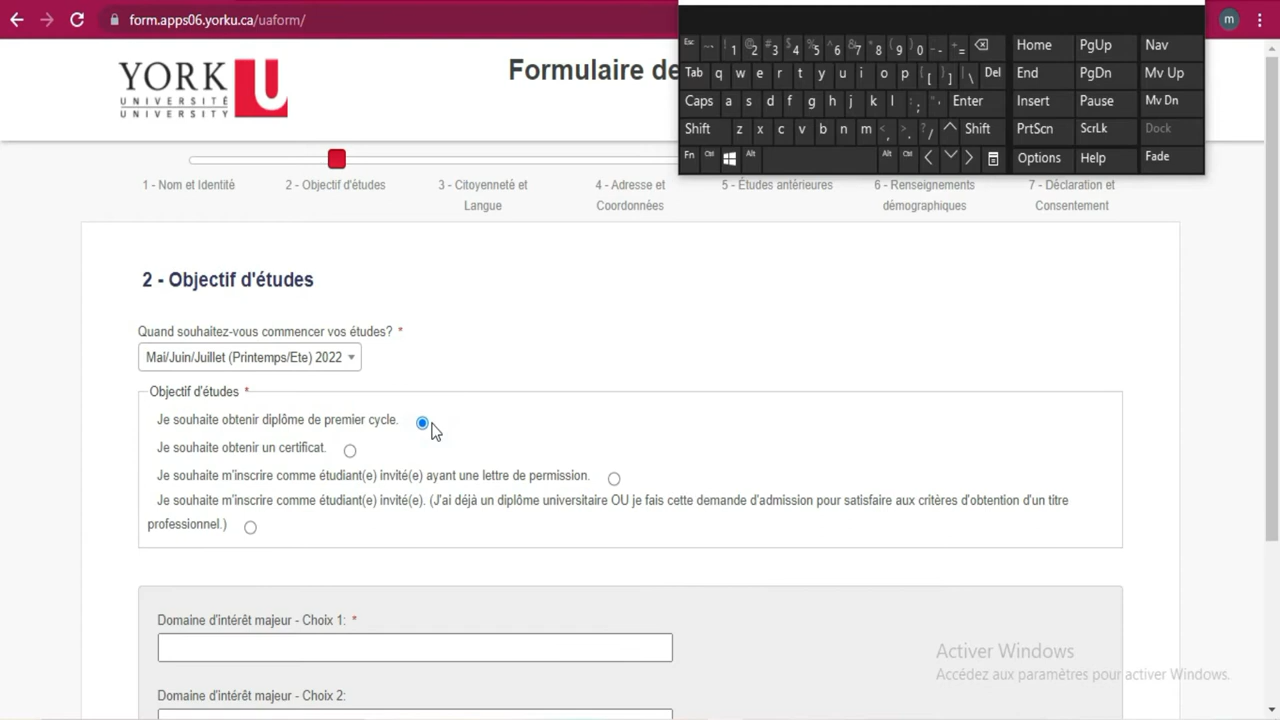 form.apps06.yorku.ca/uaform/
m
YORK U
UNIVERSITÉ
UNIVERSITY
Formulaire de
Esc ~` !1 @2 #3 $4 %5 ^6 &7 *8 (9 )0 _- += Home PgUp Nav
Tab q w e r t y u i o p {[ }] |\ Del End PgDn Mv Up
Caps a s d f g h j k l :; "' Enter Insert Pause Mv Dn
Shift z x c v b n m <, >. ?/ Shift PrtScn ScrLk Dock
Fn Ctrl Alt Alt Ctrl Options Help Fade
1 - Nom et Identité
2 - Objectif d'études
3 - Citoyenneté et
Langue
4 - Adresse et
Coordonnées
5 - Études antérieures
6 - Renseignements
démographiques
7 - Déclaration et
Consentement
2 - Objectif d'études
Quand souhaitez-vous commencer vos études? *
Mai/Juin/Juillet (Printemps/Ete) 2022
Objectif d'études *
Je souhaite obtenir diplôme de premier cycle.
Je souhaite obtenir un certificat.
Je souhaite m'inscrire comme étudiant(e) invité(e) ayant une lettre de permission.
Je souhaite m'inscrire comme étudiant(e) invité(e). (J'ai déjà un diplôme universitaire OU je fais cette demande d'admission pour satisfaire aux critères d'obtention d'un titre
professionnel.)
Domaine d'intérêt majeur - Choix 1: *
Domaine d'intérêt majeur - Choix 2:
Activer Windows
Accédez aux paramètres pour activer Windows.